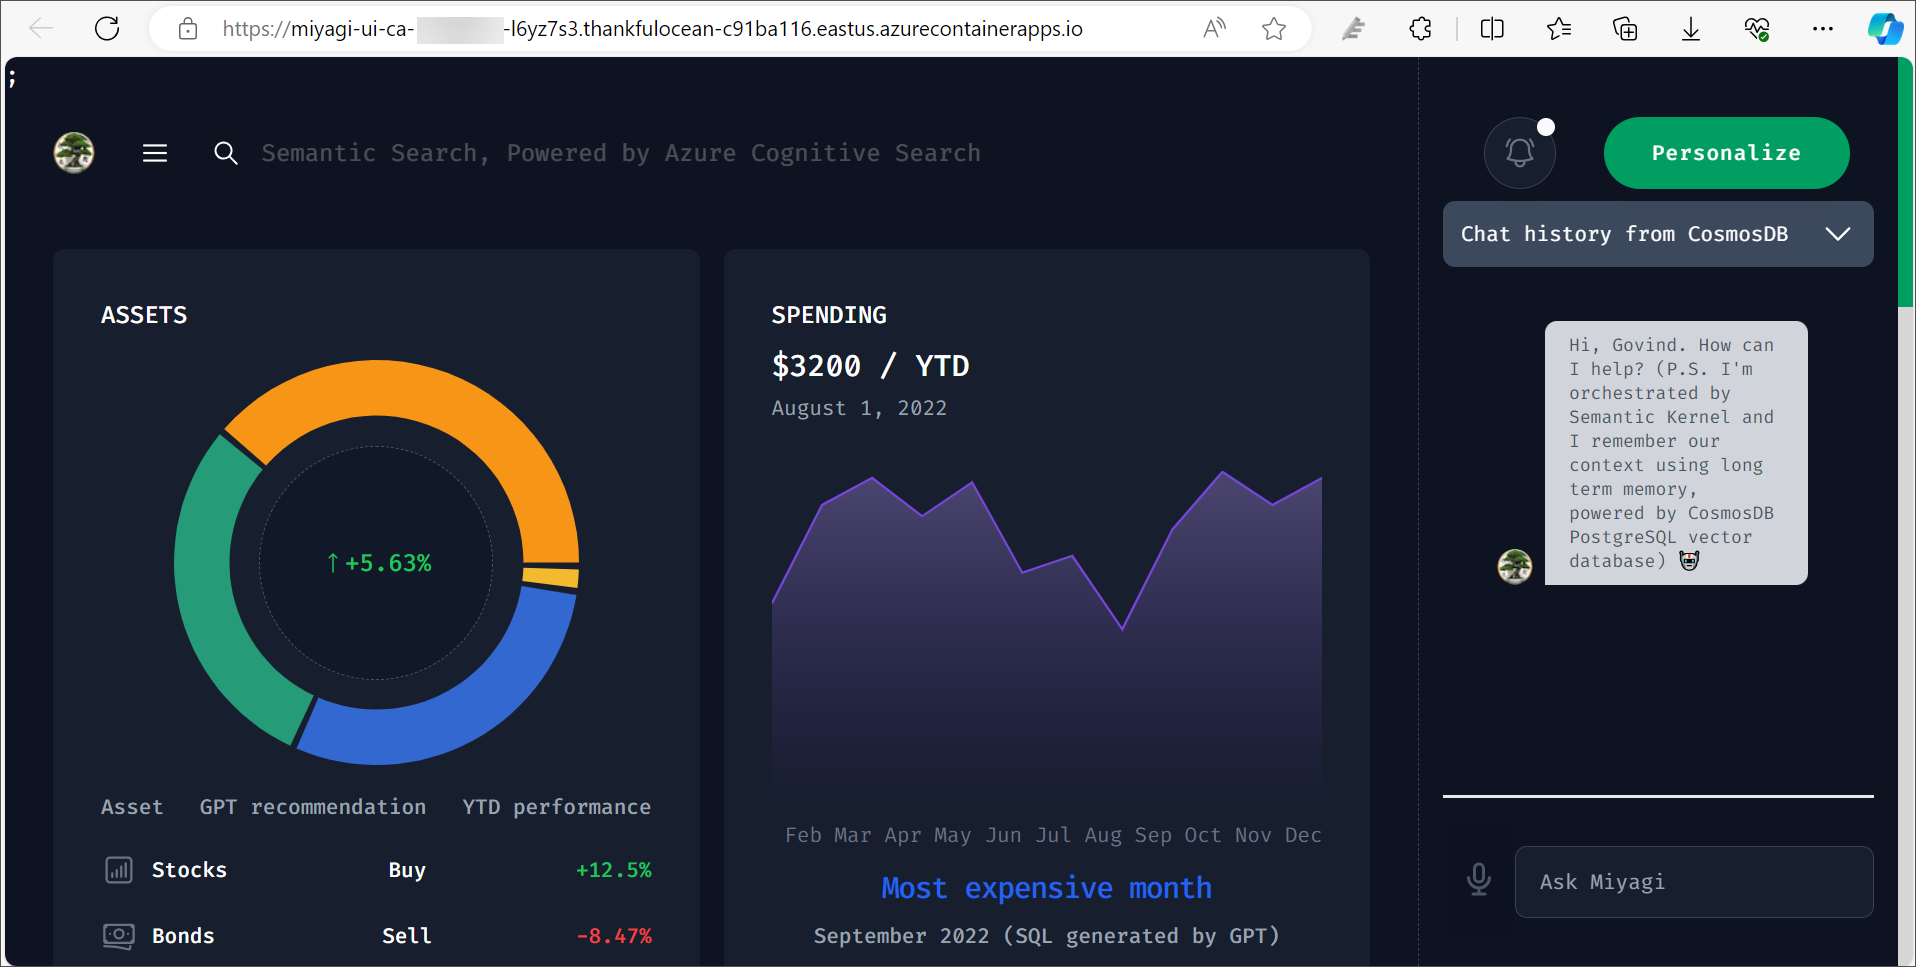 https://miyagi-ui-ca-
-l6yz7s3.thankfulocean-c91ba116.eastus.azurecontainerapps.io
;
Semantic Search, Powered by Azure Cognitive Search
Personalize
Chat history from CosmosDB
ASSETS
↑+5.63%
Asset GPT recommendation YTD performance
Stocks Buy +12.5%
Bonds Sell -8.47%
SPENDING
$3200 / YTD
August 1, 2022
Feb Mar Apr May Jun Jul Aug Sep Oct Nov Dec
Most expensive month
September 2022 (SQL generated by GPT)
Hi, Govind. How can
I help? (P.S. I'm
orchestrated by
Semantic Kernel and
I remember our
context using long
term memory,
powered by CosmosDB
PostgreSQL vector
database) 🤖
Ask Miyagi